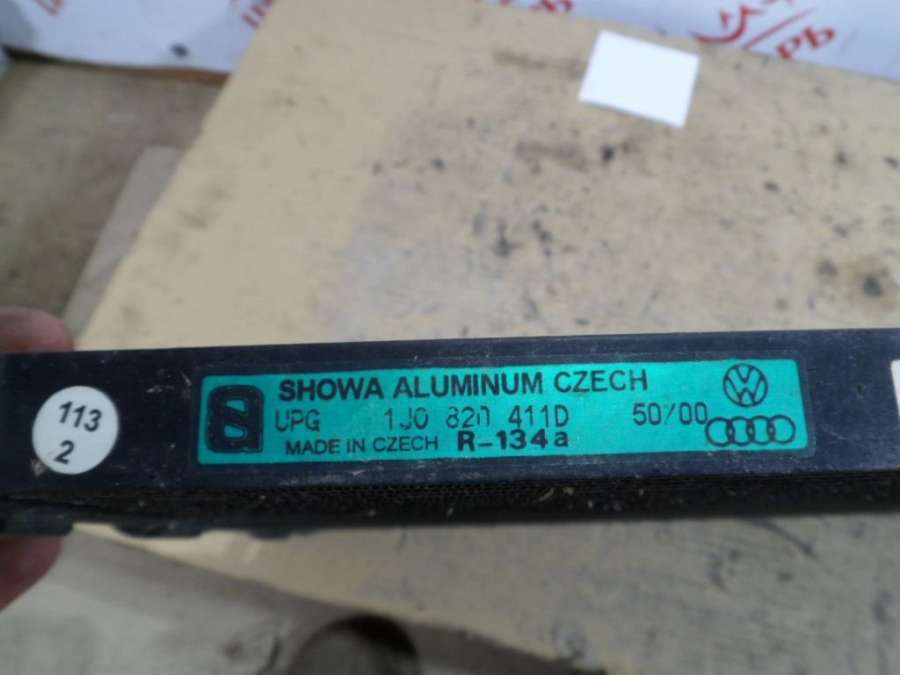 SHOWA ALUMINUM CZECH
UPG 1J0 820 411D 50/00
MADE IN CZECH R-134a
113
2